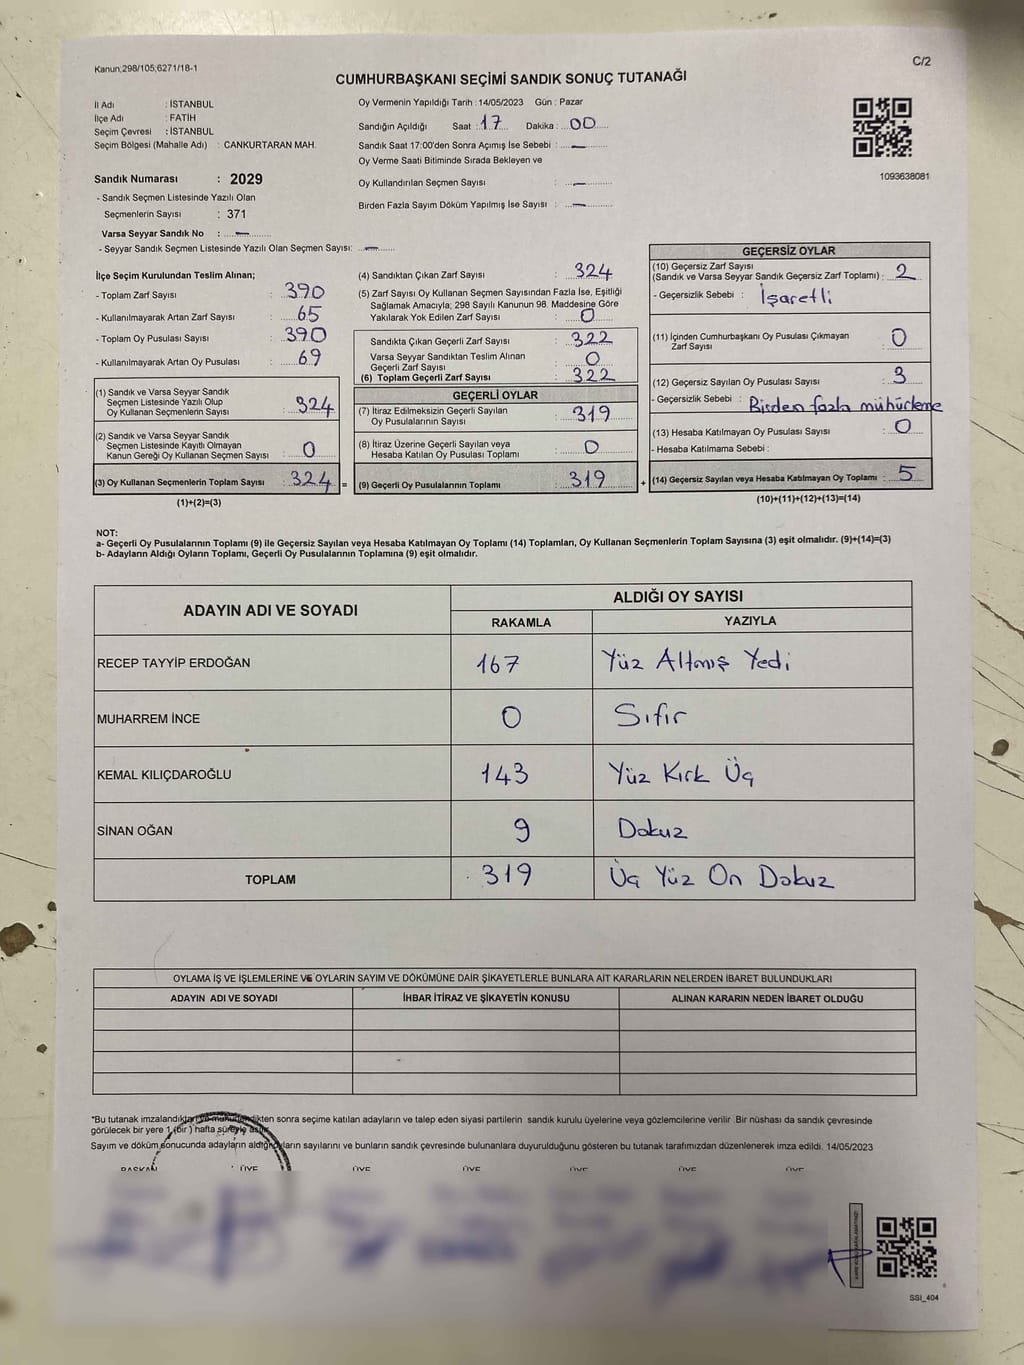 Kanun;298/105,6271/18-1
C/2
CUMHURBAŞKANI SEÇİMİ SANDIK SONUÇ TUTANAĞI
İl Adı : İSTANBUL
İlçe Adı : FATİH
Seçim Çevresi : İSTANBUL
Seçim Bölgesi (Mahalle Adı) : CANKURTARAN MAH.
Sandık Numarası : 2029
- Sandık Seçmen Listesinde Yazılı Olan
Seçmenlerin Sayısı : 371
Varsa Seyyar Sandık No : —
- Seyyar Sandık Seçmen Listesinde Yazılı Olan Seçmen Sayısı: —
Oy Vermenin Yapıldığı Tarih : 14/05/2023 Gün : Pazar
Sandığın Açıldığı Saat : 17 Dakika : 00
Sandık Saat 17:00'den Sonra Açımış İse Sebebi : —
Oy Verme Saati Bitiminde Sırada Bekleyen ve
Oy Kullandırılan Seçmen Sayısı : —
Birden Fazla Sayım Döküm Yapılmış İse Sayısı : —
1093638081
İlçe Seçim Kurulundan Teslim Alınan;
- Toplam Zarf Sayısı : 390
- Kullanılmayarak Artan Zarf Sayısı : 65
- Toplam Oy Pusulası Sayısı : 390
- Kullanılmayarak Artan Oy Pusulası : 69
(1) Sandık ve Varsa Seyyar Sandık
Seçmen Listesinde Yazılı Olup
Oy Kullanan Seçmenlerin Sayısı : 324
(2) Sandık ve Varsa Seyyar Sandık
Seçmen Listesinde Kayıtlı Olmayan
Kanun Gereği Oy Kullanan Seçmen Sayısı : 0
(3) Oy Kullanan Seçmenlerin Toplam Sayısı : 324 =
(1)+(2)=(3)
(4) Sandıktan Çıkan Zarf Sayısı : 324
(5) Zarf Sayısı Oy Kullanan Seçmen Sayısından Fazla İse, Eşitliği
Sağlamak Amacıyla; 298 Sayılı Kanunun 98. Maddesine Göre
Yakılarak Yok Edilen Zarf Sayısı : 0
Sandıkta Çıkan Geçerli Zarf Sayısı : 322
Varsa Seyyar Sandıktan Teslim Alınan
Geçerli Zarf Sayısı : 0
(6) Toplam Geçerli Zarf Sayısı : 322
GEÇERLİ OYLAR
(7) İtiraz Edilmeksizin Geçerli Sayılan
Oy Pusulalarının Sayısı : 319
(8) İtiraz Üzerine Geçerli Sayılan veya
Hesaba Katılan Oy Pusulası Toplamı : 0
(9) Geçerli Oy Pusulalarının Toplamı : 319 +
GEÇERSİZ OYLAR
(10) Geçersiz Zarf Sayısı
(Sandık ve Varsa Seyyar Sandık Geçersiz Zarf Toplamı) : 2
- Geçersizlik Sebebi : İşaretli
(11) İçinden Cumhurbaşkanı Oy Pusulası Çıkmayan
Zarf Sayısı : 0
(12) Geçersiz Sayılan Oy Pusulası Sayısı : 3
- Geçersizlik Sebebi : Birden fazla mühürleme
(13) Hesaba Katılmayan Oy Pusulası Sayısı : 0
- Hesaba Katılmama Sebebi :
(14) Geçersiz Sayılan veya Hesaba Katılmayan Oy Toplamı : 5
(10)+(11)+(12)+(13)=(14)
NOT:
a- Geçerli Oy Pusulalarının Toplamı (9) ile Geçersiz Sayılan veya Hesaba Katılmayan Oy Toplamı (14) Toplamları, Oy Kullanan Seçmenlerin Toplam Sayısına (3) eşit olmalıdır. (9)+(14)=(3)
b- Adayların Aldığı Oyların Toplamı, Geçerli Oy Pusulalarının Toplamına (9) eşit olmalıdır.
ADAYIN ADI VE SOYADI
ALDIĞI OY SAYISI
RAKAMLA YAZIYLA
RECEP TAYYİP ERDOĞAN 167 Yüz Altmış Yedi
MUHARREM İNCE 0 Sıfır
KEMAL KILIÇDAROĞLU 143 Yüz Kırk Üç
SİNAN OĞAN 9 Dokuz
TOPLAM 319 Üç Yüz On Dokuz
OYLAMA İŞ VE İŞLEMLERİNE VE OYLARIN SAYIM VE DÖKÜMÜNE DAİR ŞİKAYETLERLE BUNLARA AİT KARARLARIN NELERDEN İBARET BULUNDUKLARI
ADAYIN ADI VE SOYADI İHBAR İTİRAZ VE ŞİKAYETİN KONUSU ALINAN KARARIN NEDEN İBARET OLDUĞU
*Bu tutanak imzalandıktan ve mühürlendikten sonra seçime katılan adayların ve talep eden siyasi partilerin sandık kurulu üyelerine veya gözlemcilerine verilir .Bir nüshası da sandık çevresinde
görülecek bir yere 1 (bir ) hafta süreyle asılır.
Sayım ve döküm sonucunda adayların aldığı oyların sayılarını ve bunların sandık çevresinde bulunanlara duyurulduğunu gösteren bu tutanak tarafımızdan düzenlenerek imza edildi. 14/05/2023
BAŞKAN ÜYE ÜYE ÜYE ÜYE ÜYE ÜYE
SSI_404